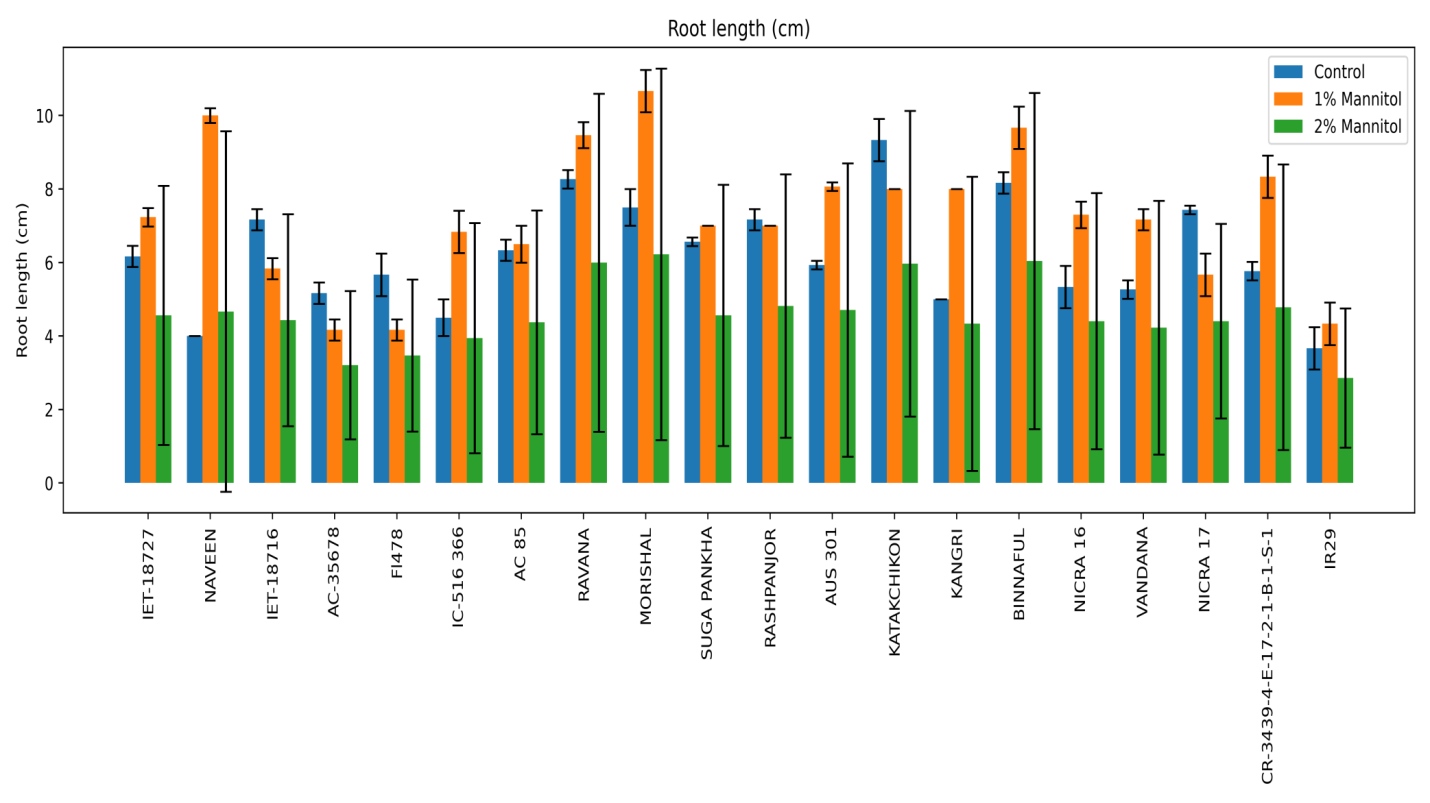 Root length (cm)
Control
1% Mannitol
2% Mannitol
Root length (cm)
10
8
6
4
2
0
IET-18727
NAVEEN
IET-18716
AC-35678
FI478
IC-516 366
AC 85
RAVANA
MORISHAL
SUGA PANKHA
RASHPANJOR
AUS 301
KATAKCHIKON
KANGRI
BINNAFUL
NICRA 16
VANDANA
NICRA 17
CR-3439-4-E-17-2-1-B-1-S-1
IR29